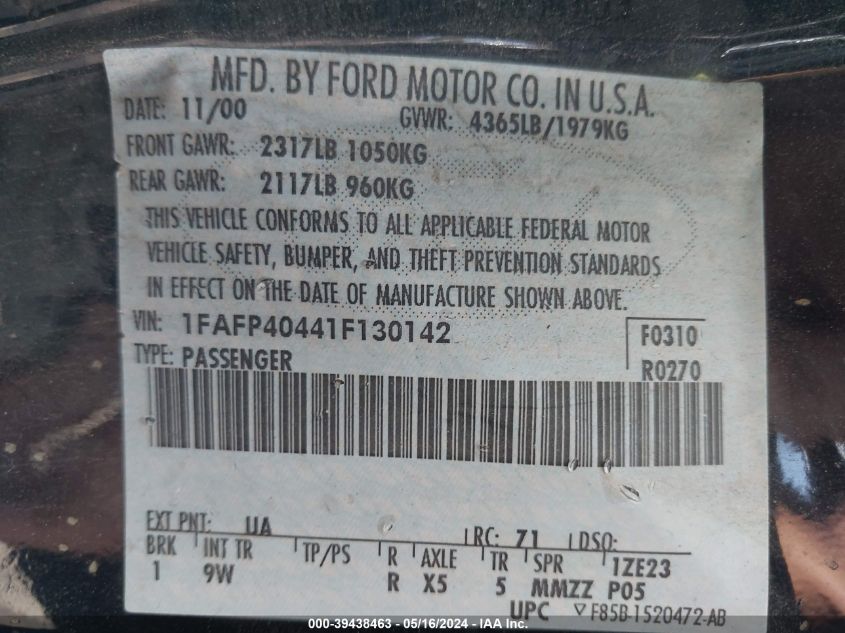 MFD. BY FORD MOTOR CO. IN U.S.A.
DATE: 11/00 GVWR: 4365LB/1979KG
FRONT GAWR: 2317LB 1050KG
REAR GAWR: 2117LB 960KG
THIS VEHICLE CONFORMS TO ALL APPLICABLE FEDERAL MOTOR
VEHICLE SAFETY, BUMPER, AND THEFT PREVENTION STANDARDS
IN EFFECT ON THE DATE OF MANUFACTURE SHOWN ABOVE.
VIN: 1FAFP40441F130142 F0310
TYPE: PASSENGER R0270
EXT PNT: UA RC: 71 DSO:
BRK INT TR TP/PS R AXLE TR SPR 1ZE23
1 9W R X5 5 MMZZ P05
UPC F85B-1520472-AB
000-39438463 - 05/16/2024 - IAA Inc.